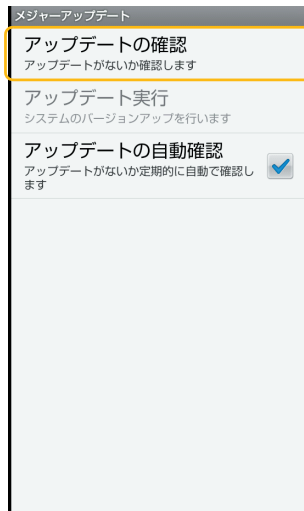 メジャーアップデート
アップデートの確認
アップデートがないか確認します
アップデート実行
システムのバージョンアップを行います
アップデートの自動確認
アップデートがないか定期的に自動で確認し
ます